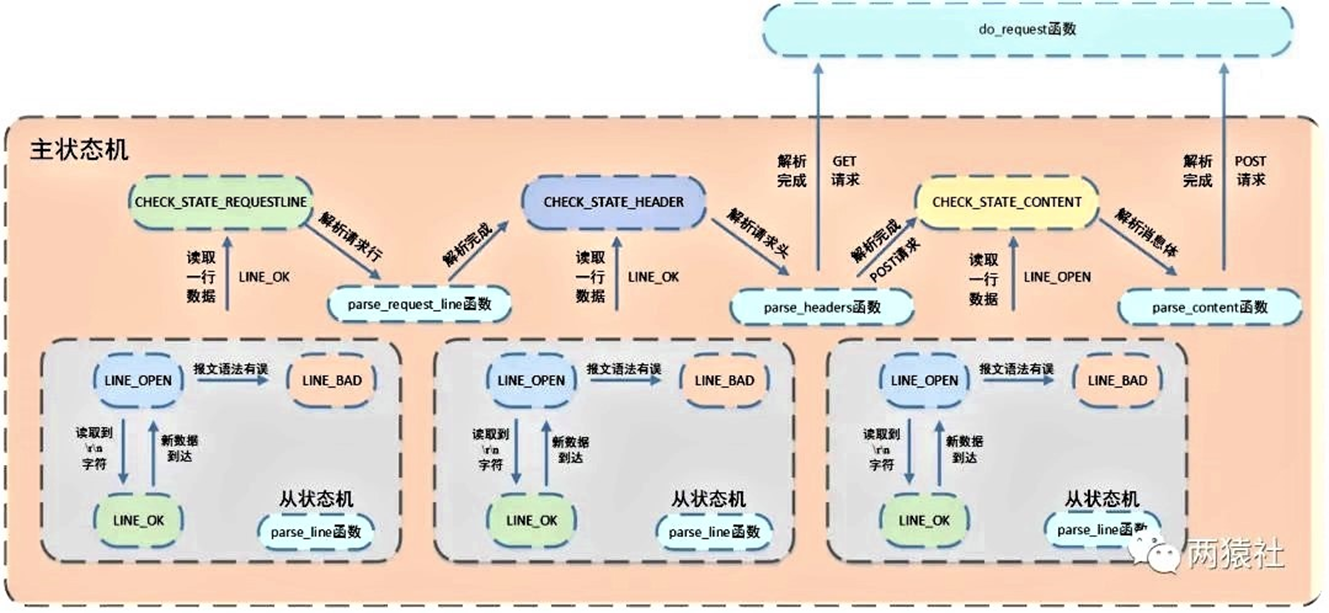 do_request函数
主状态机
解析
完成
GET
请求
解析
完成
POST
请求
CHECK_STATE_REQUESTLINE
解析请求行
解析完成
CHECK_STATE_HEADER
解析请求头
解析完成
POST请求
CHECK_STATE_CONTENT
解析消息体
读取
一行
数据
LINE_OK
读取
一行
数据
LINE_OK
读取
一行
数据
LINE_OPEN
parse_request_line函数
parse_headers函数
parse_content函数
LINE_OPEN
报文语法有误
LINE_BAD
读取到
\r\n
字符
新数据
到达
LINE_OK
从状态机
parse_line函数
LINE_OPEN
报文语法有误
LINE_BAD
读取到
\r\n
字符
新数据
到达
LINE_OK
从状态机
parse_line函数
LINE_OPEN
报文语法有误
LINE_BAD
读取到
\r\n
字符
新数据
到达
LINE_OK
从状态机
parse_line函数
两猿社